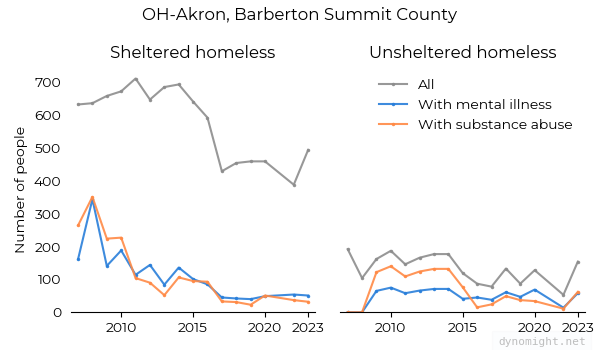 OH-Akron, Barberton Summit County
Sheltered homeless
Unsheltered homeless
Number of people
700
600
500
400
300
200
100
0
All
With mental illness
With substance abuse
2010 2015 2020 2023
2010 2015 2020 2023
dynomight.net